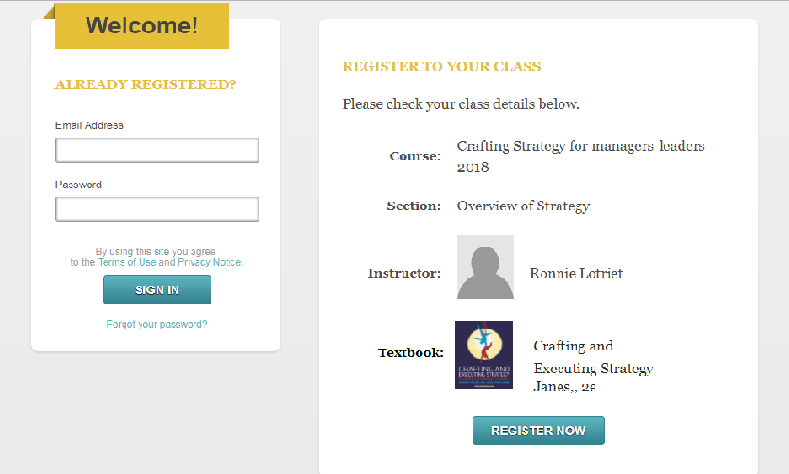 Welcome!
ALREADY REGISTERED?
Email Address
Password
By using this site you agree
to the Terms of Use and Privacy Notice.
SIGN IN
Forgot your password?
REGISTER TO YOUR CLASS
Please check your class details below.
Course: Crafting Strategy for managers-leaders
2018
Section: Overview of Strategy
Instructor: Ronnie Lotriet
Textbook: Crafting and
Executing Strategy
Janes,, 2e
CRAFTING AND
EXECUTING STRATEGY
REGISTER NOW